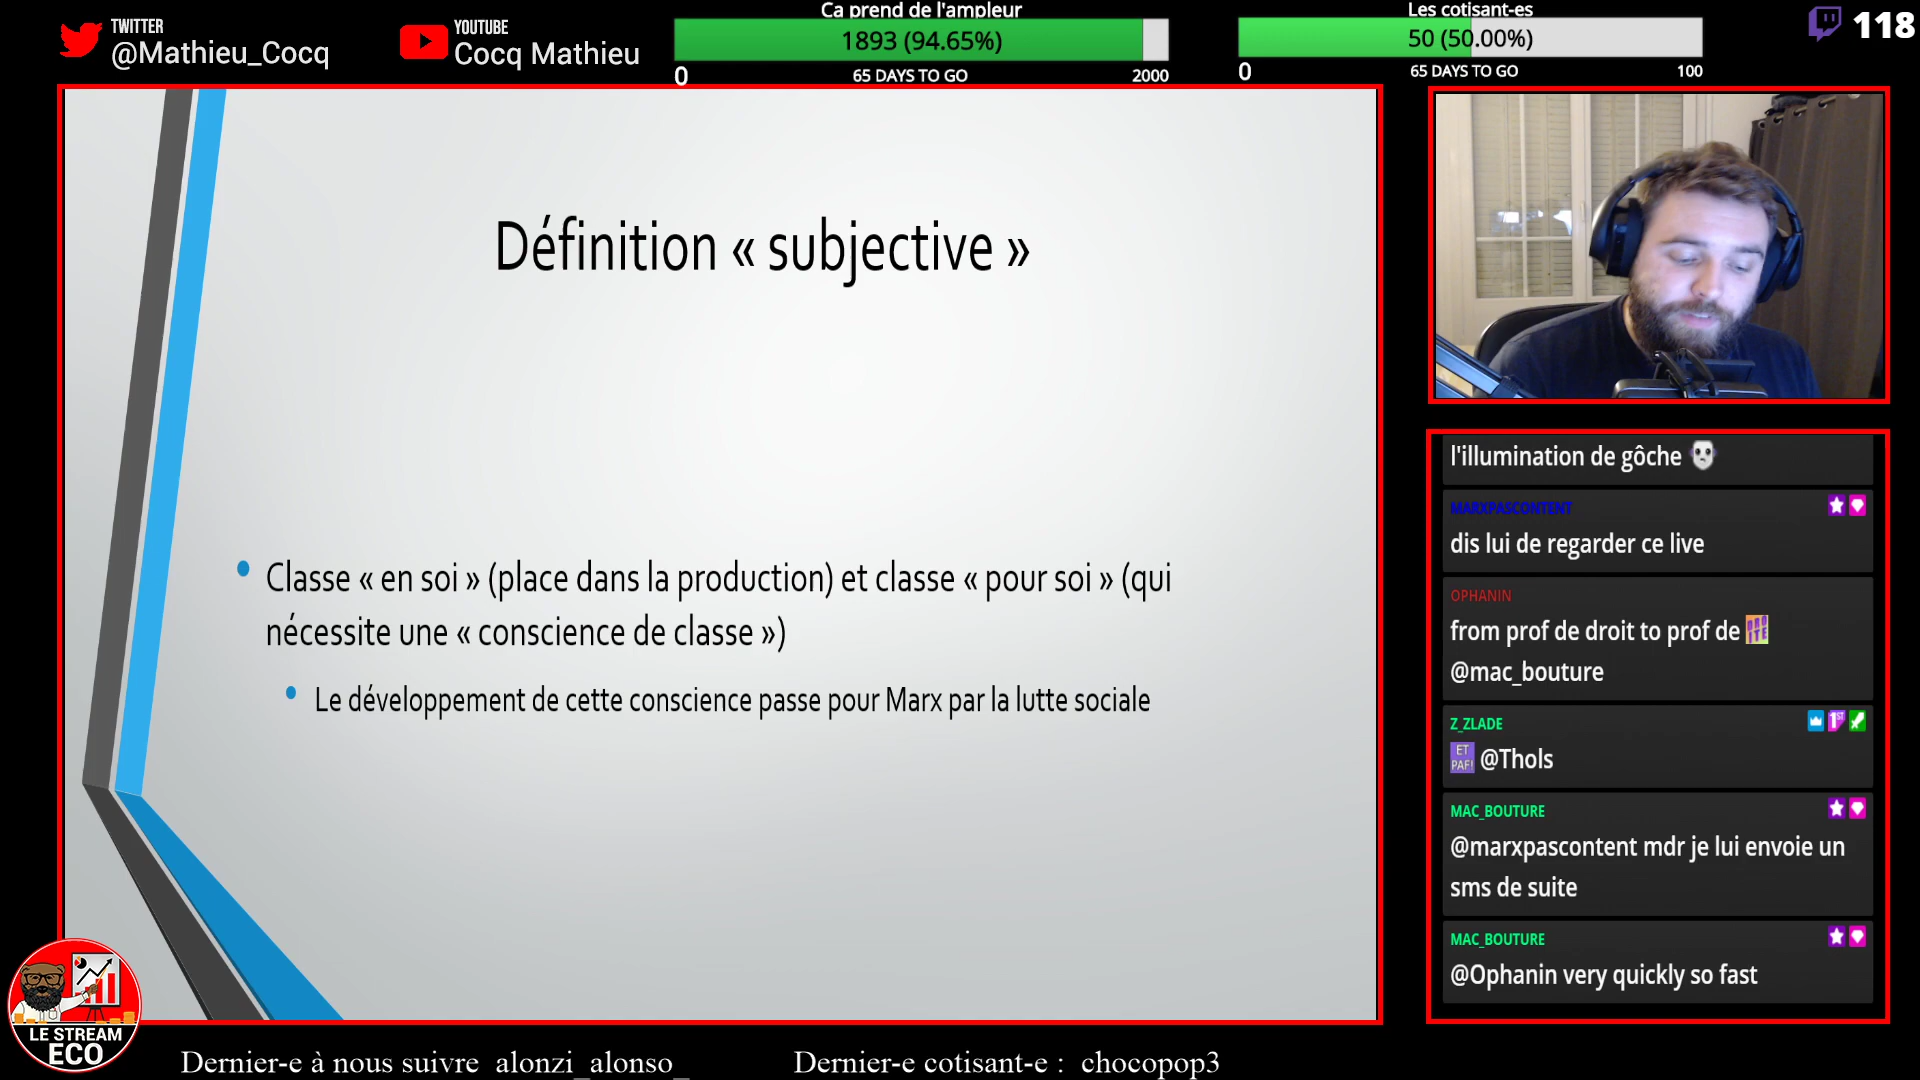 TWITTER
@Mathieu_Cocq
YOUTUBE
Cocq Mathieu
Ca prend de l'ampleur
1893 (94.65%)
0
65 DAYS TO GO
2000
Les cotisant-es
50 (50.00%)
0
65 DAYS TO GO
100
118
Définition « subjective »
Classe « en soi » (place dans la production) et classe « pour soi » (qui
nécessite une « conscience de classe »)
Le développement de cette conscience passe pour Marx par la lutte sociale
l'illumination de gôche
MARXPASCONTENT
dis lui de regarder ce live
OPHANIN
from prof de droit to prof de DROITE
@mac_bouture
Z_ZLADE
1ST
ET PAF! @Thols
MAC_BOUTURE
@marxpascontent mdr je lui envoie un
sms de suite
MAC_BOUTURE
@Ophanin very quickly so fast
LE STREAM
ECO
Dernier-e à nous suivre alonzi_alonso_
Dernier-e cotisant-e : chocopop3